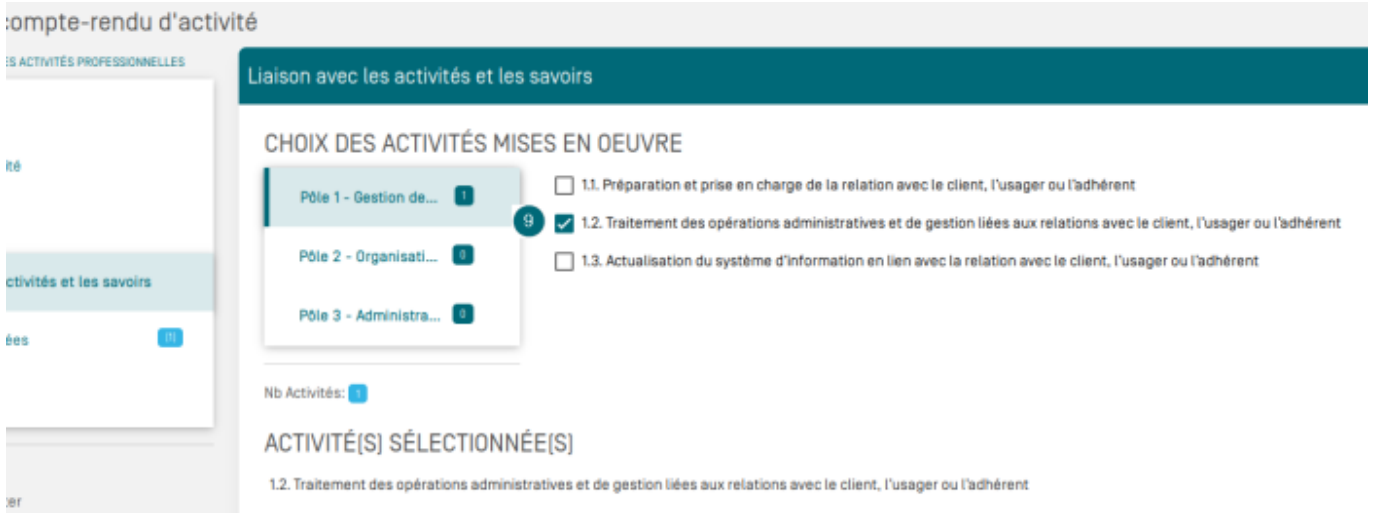 compte-rendu d'activité
ES ACTIVITÉS PROFESSIONNELLES
Liaison avec les activités et les savoirs
CHOIX DES ACTIVITÉS MISES EN OEUVRE
ité
Pôle 1 - Gestion de... 1
9
1.1. Préparation et prise en charge de la relation avec le client, l'usager ou l'adhérent
1.2. Traitement des opérations administratives et de gestion liées aux relations avec le client, l'usager ou l'adhérent
1.3. Actualisation du système d'information en lien avec la relation avec le client, l'usager ou l'adhérent
Pôle 2 - Organisati... 0
Pôle 3 - Administra... 0
ctivités et les savoirs
ées (1)
Nb Activités: 1
ACTIVITÉ(S) SÉLECTIONNÉE(S)
1.2. Traitement des opérations administratives et de gestion liées aux relations avec le client, l'usager ou l'adhérent
ter